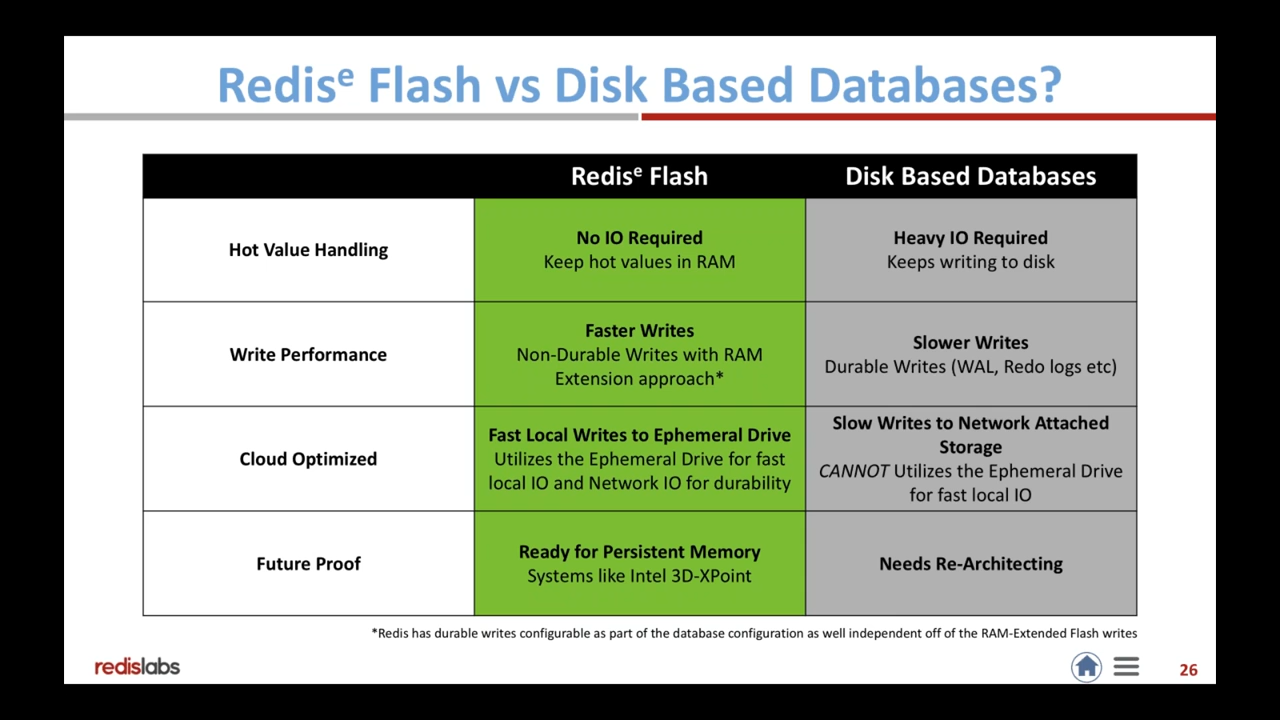 Redisᵉ Flash vs Disk Based Databases?
Redisᵉ Flash
Disk Based Databases
Hot Value Handling
No IO Required
Keep hot values in RAM
Heavy IO Required
Keeps writing to disk
Write Performance
Faster Writes
Non-Durable Writes with RAM
Extension approach*
Slower Writes
Durable Writes (WAL, Redo logs etc)
Cloud Optimized
Fast Local Writes to Ephemeral Drive
Utilizes the Ephemeral Drive for fast
local IO and Network IO for durability
Slow Writes to Network Attached
Storage
CANNOT Utilizes the Ephemeral Drive
for fast local IO
Future Proof
Ready for Persistent Memory
Systems like Intel 3D-XPoint
Needs Re-Architecting
*Redis has durable writes configurable as part of the database configuration as well independent off of the RAM-Extended Flash writes
redislabs
26